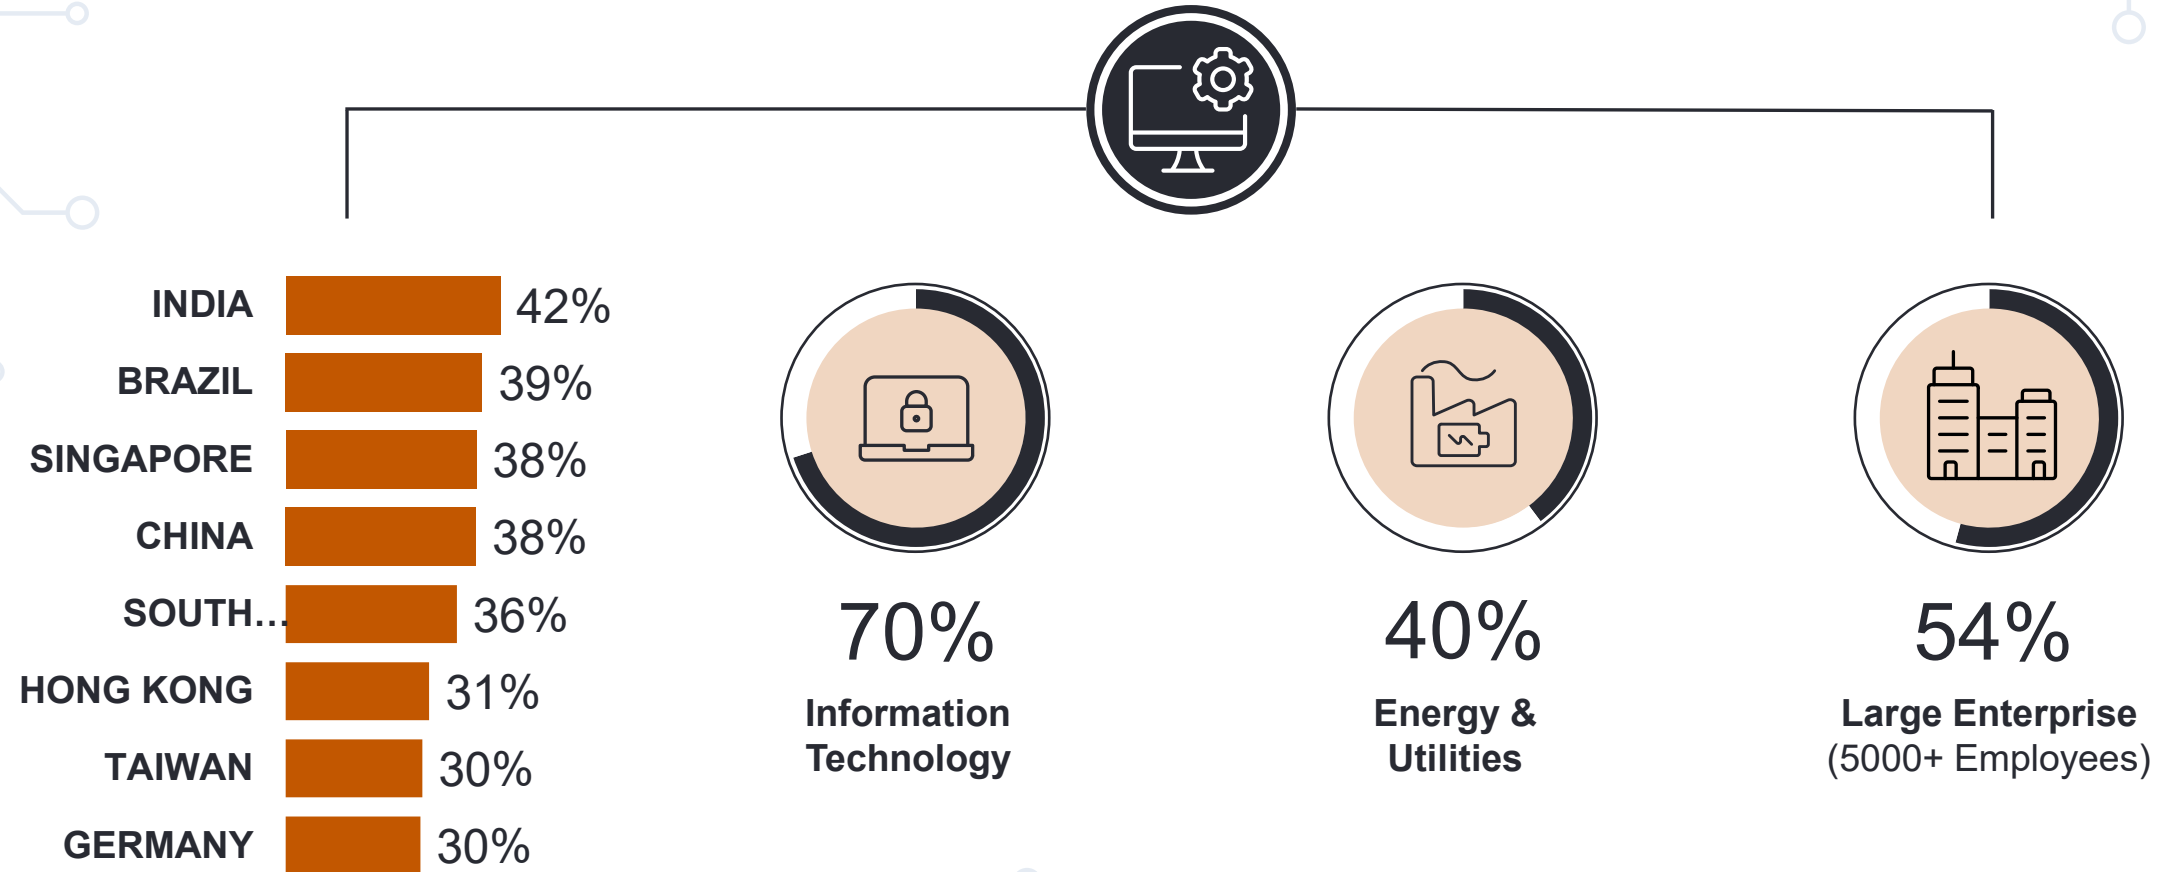 INDIA 42%
BRAZIL 39%
SINGAPORE 38%
CHINA 38%
SOUTH... 36%
HONG KONG 31%
TAIWAN 30%
GERMANY 30%
70%
Information
Technology
40%
Energy &
Utilities
54%
Large Enterprise
(5000+ Employees)